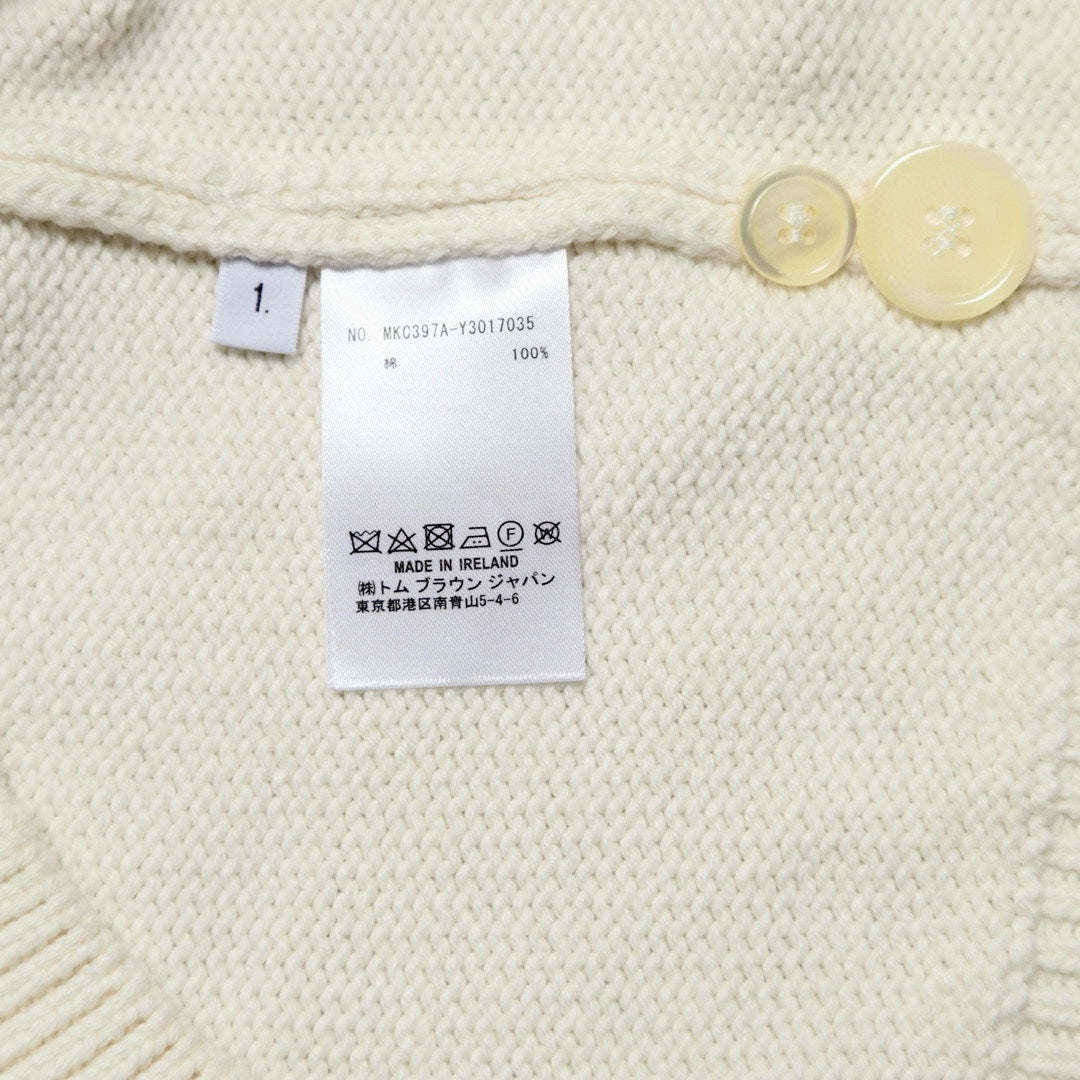 1.
NO. MKC397A-Y3017035
綿 100%
F W
MADE IN IRELAND
㈱トム ブラウン ジャパン
東京都港区南青山5-4-6